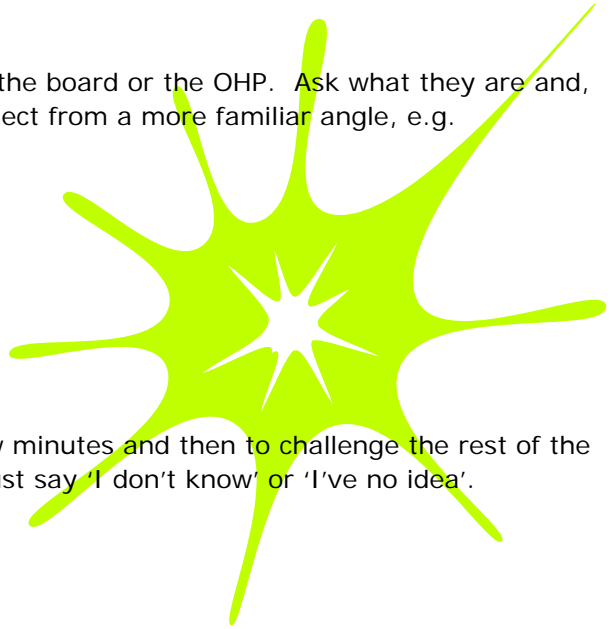 the board or the OHP. Ask what they are and,
ect from a more familiar angle, e.g.
minutes and then to challenge the rest of the
ust say ‘I don’t know’ or ‘I’ve no idea’.